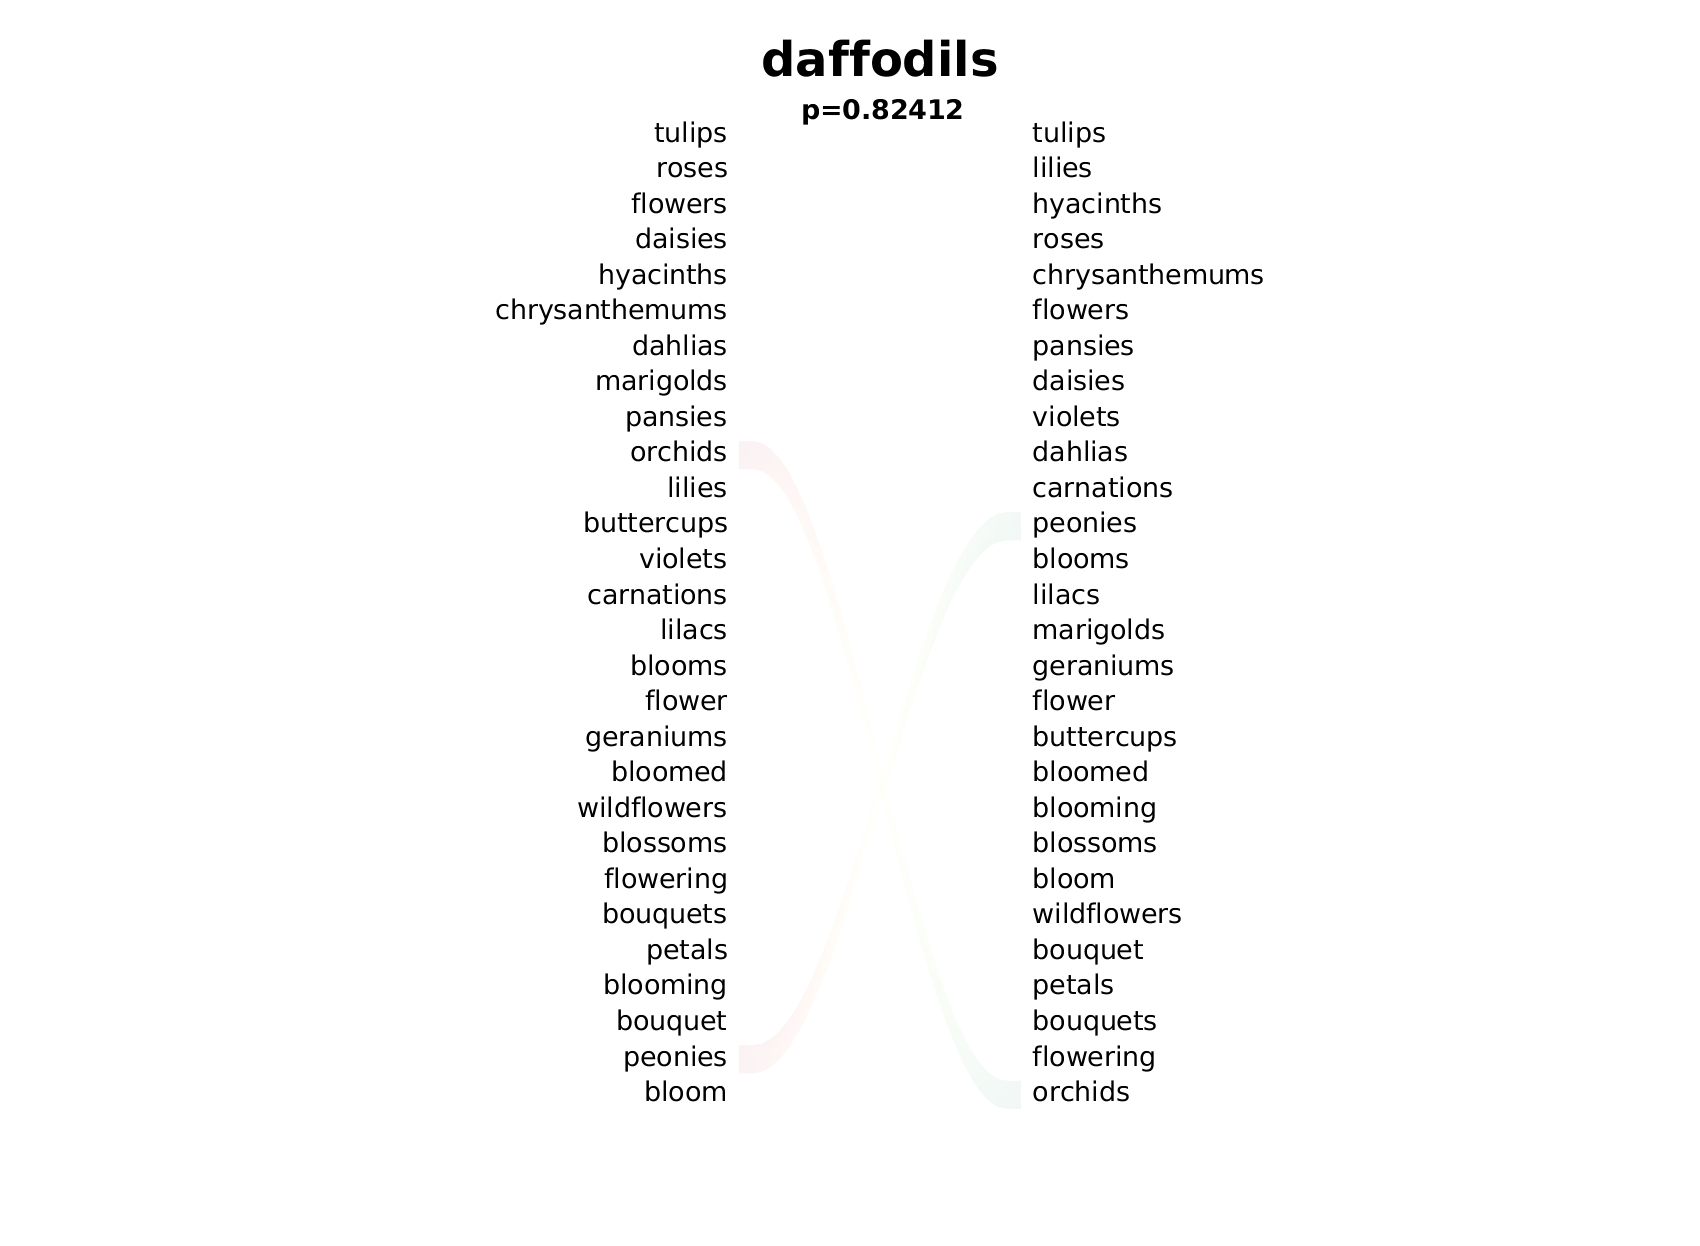 daffodils
p=0.82412
tulips tulips
roses lilies
flowers hyacinths
daisies roses
hyacinths chrysanthemums
chrysanthemums flowers
dahlias pansies
marigolds daisies
pansies violets
orchids dahlias
lilies carnations
buttercups peonies
violets blooms
carnations lilacs
lilacs marigolds
blooms geraniums
flower flower
geraniums buttercups
bloomed bloomed
wildflowers blooming
blossoms blossoms
flowering bloom
bouquets wildflowers
petals bouquet
blooming petals
bouquet bouquets
peonies flowering
bloom orchids